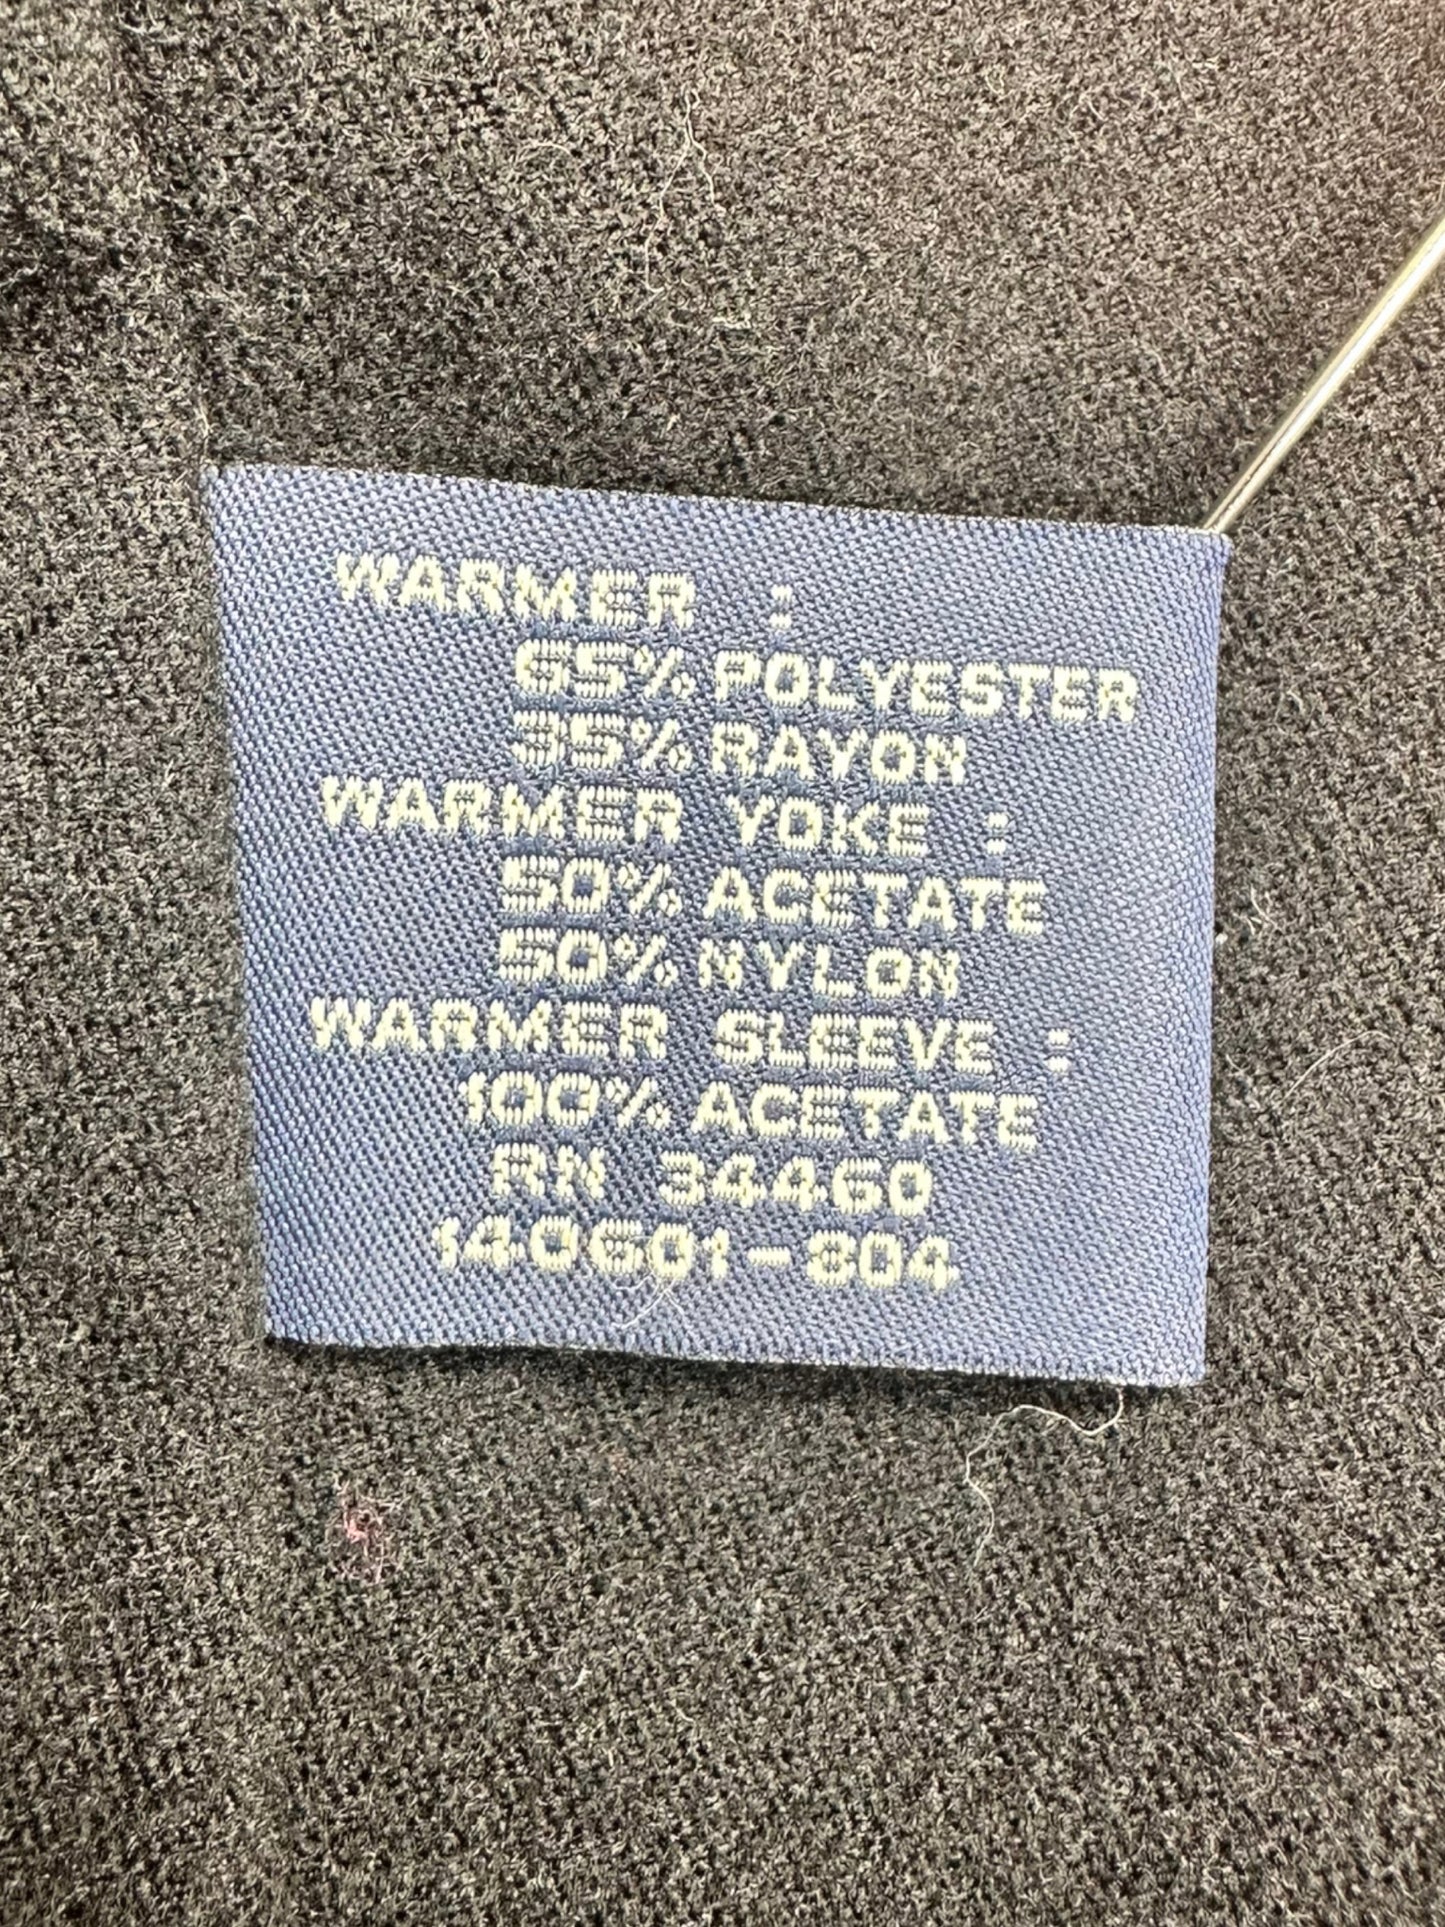 WARMER :
65% POLYESTER
35% RAYON
WARMER YOKE :
50% ACETATE
50% NYLON
WARMER SLEEVE :
100% ACETATE
RN 34460
140601-804